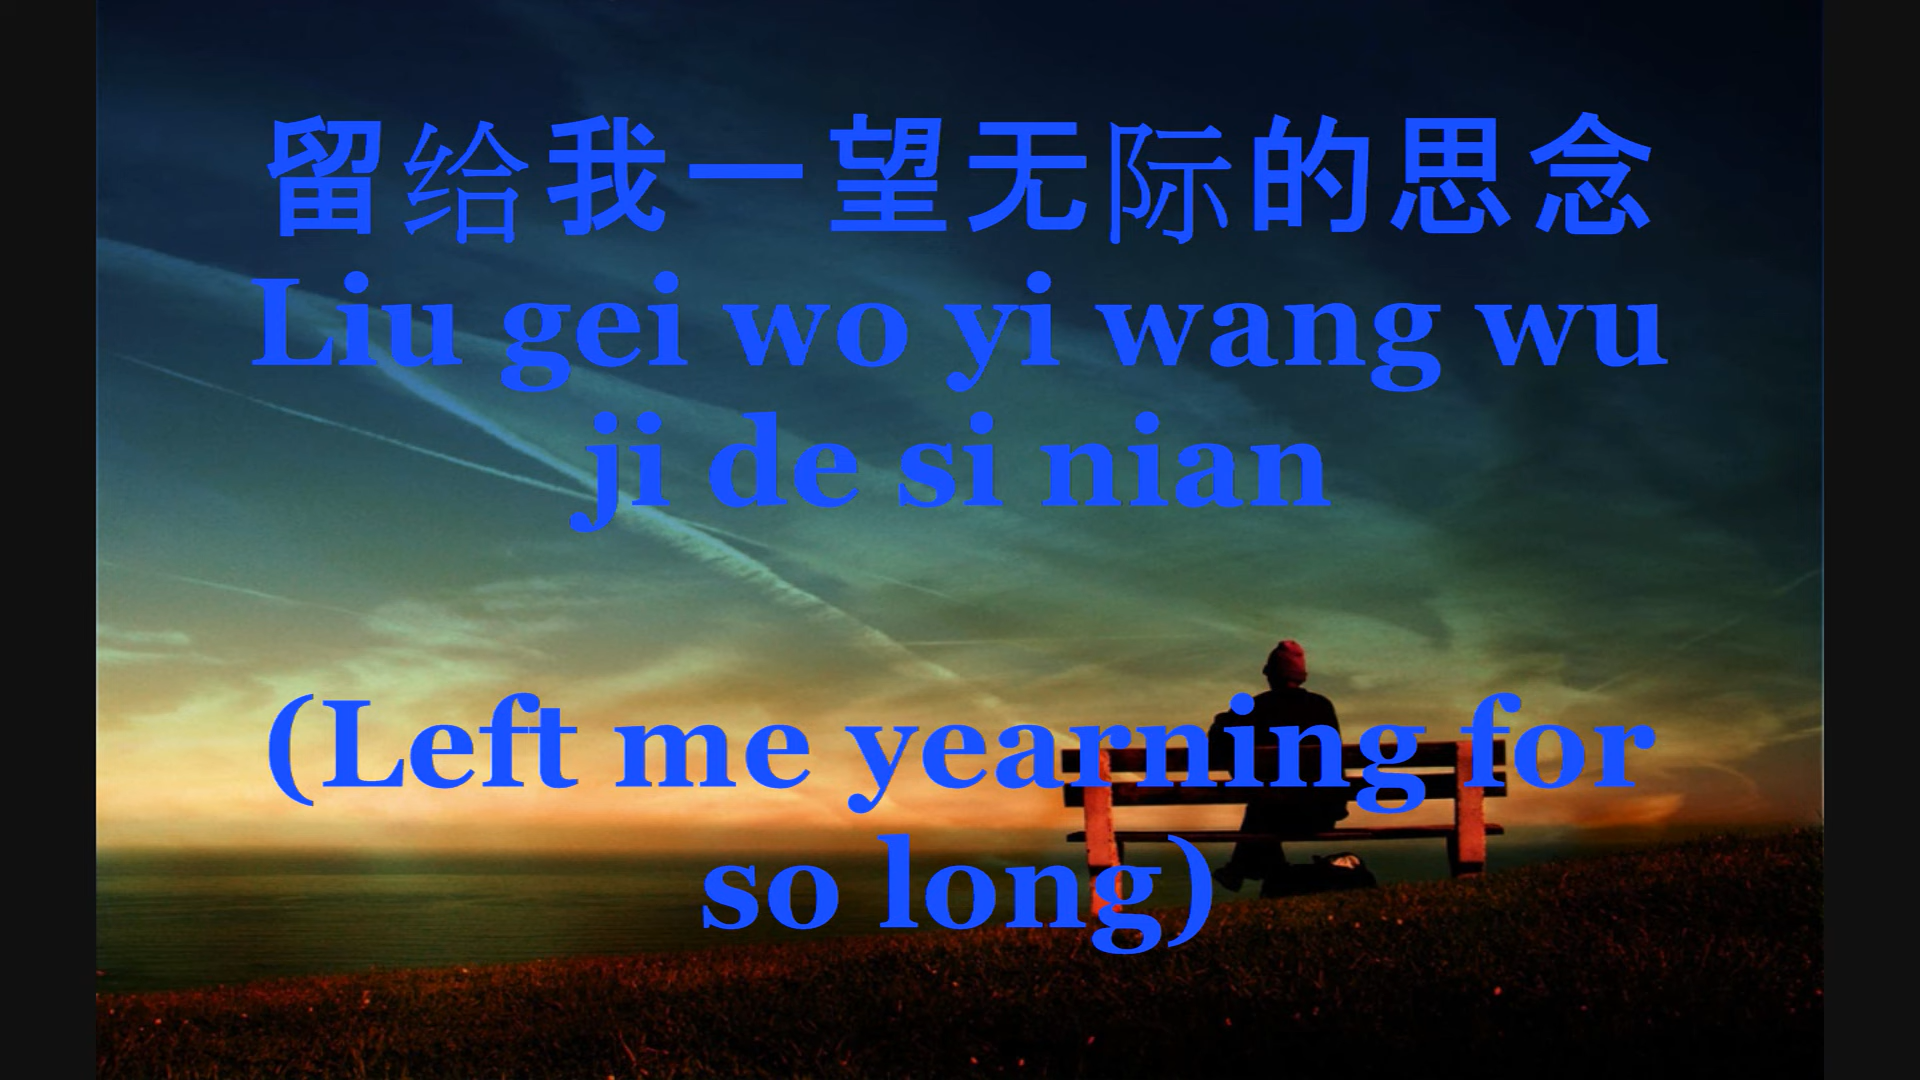 留给我一望无际的思念
Liu gei wo yi wang wu
ji de si nian
(Left me yearning for
so long)